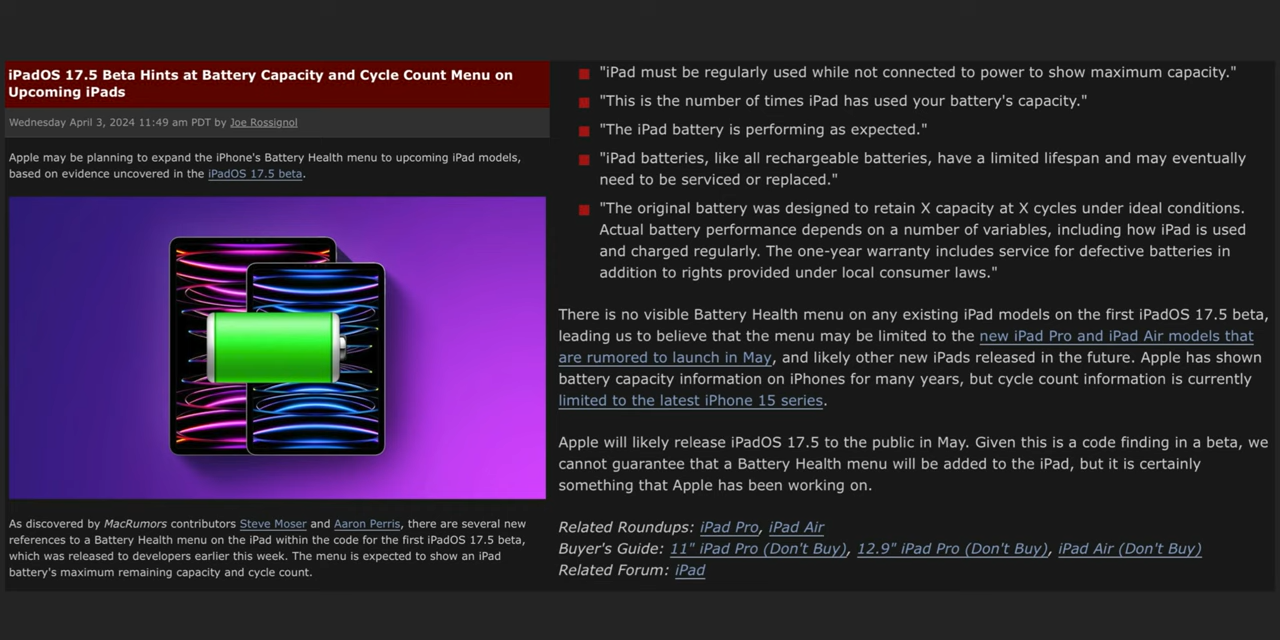 iPadOS 17.5 Beta Hints at Battery Capacity and Cycle Count Menu on
Upcoming iPads
Wednesday April 3, 2024 11:49 am PDT by Joe Rossignol
Apple may be planning to expand the iPhone's Battery Health menu to upcoming iPad models,
based on evidence uncovered in the iPadOS 17.5 beta.
As discovered by MacRumors contributors Steve Moser and Aaron Perris, there are several new
references to a Battery Health menu on the iPad within the code for the first iPadOS 17.5 beta,
which was released to developers earlier this week. The menu is expected to show an iPad
battery's maximum remaining capacity and cycle count.
"iPad must be regularly used while not connected to power to show maximum capacity."
"This is the number of times iPad has used your battery's capacity."
"The iPad battery is performing as expected."
"iPad batteries, like all rechargeable batteries, have a limited lifespan and may eventually
need to be serviced or replaced."
"The original battery was designed to retain X capacity at X cycles under ideal conditions.
Actual battery performance depends on a number of variables, including how iPad is used
and charged regularly. The one-year warranty includes service for defective batteries in
addition to rights provided under local consumer laws."
There is no visible Battery Health menu on any existing iPad models on the first iPadOS 17.5 beta,
leading us to believe that the menu may be limited to the new iPad Pro and iPad Air models that
are rumored to launch in May, and likely other new iPads released in the future. Apple has shown
battery capacity information on iPhones for many years, but cycle count information is currently
limited to the latest iPhone 15 series.
Apple will likely release iPadOS 17.5 to the public in May. Given this is a code finding in a beta, we
cannot guarantee that a Battery Health menu will be added to the iPad, but it is certainly
something that Apple has been working on.
Related Roundups: iPad Pro, iPad Air
Buyer's Guide: 11" iPad Pro (Don't Buy), 12.9" iPad Pro (Don't Buy), iPad Air (Don't Buy)
Related Forum: iPad